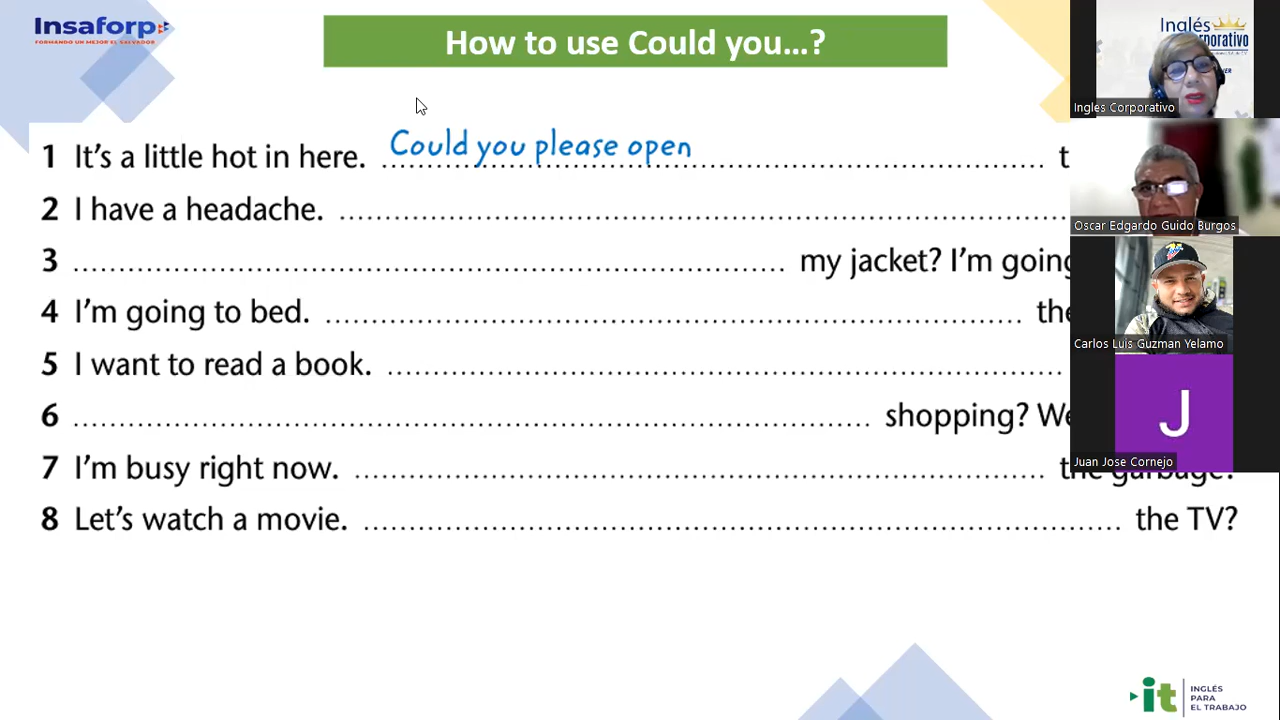 Insaforp
FORMANDO UN MEJOR EL SALVADOR
How to use Could you...?
1 It's a little hot in here. Could you please open t
2 I have a headache.
3 my jacket? I'm going
4 I'm going to bed. the
5 I want to read a book.
6 shopping? We
7 I'm busy right now. the garbage?
8 Let's watch a movie. the TV?
Inglés
Ingles Corporativo
Oscar Edgardo Guido Burgos
Carlos Luis Guzman Yelamo
J
Juan Jose Cornejo
it INGLÉS
PARA
EL TRABAJO